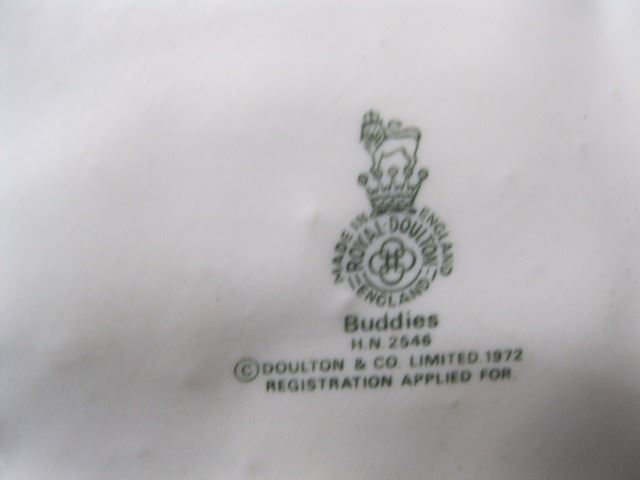 MADE IN ENGLAND
ROYAL DOULTON
ENGLAND
Buddies
H.N. 2546
© DOULTON & CO. LIMITED. 1972
REGISTRATION APPLIED FOR.